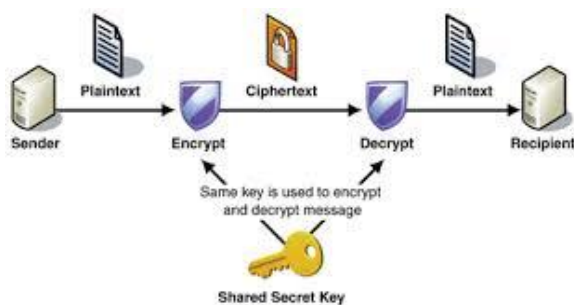 Plaintext
Ciphertext
Plaintext
Sender
Encrypt
Decrypt
Recipient
Same key is used to encrypt
and decrypt message
Shared Secret Key